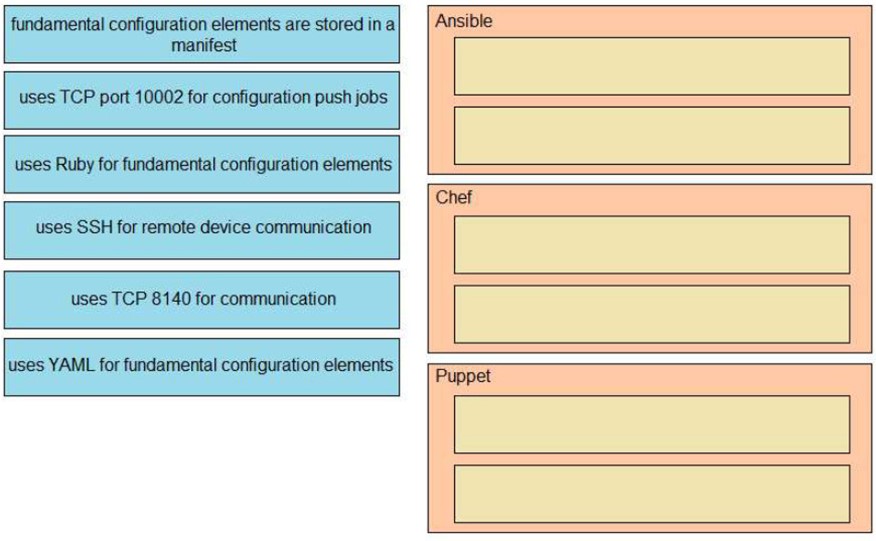 fundamental configuration elements are stored in a
manifest
uses TCP port 10002 for configuration push jobs
uses Ruby for fundamental configuration elements
uses SSH for remote device communication
uses TCP 8140 for communication
uses YAML for fundamental configuration elements
Ansible
Chef
Puppet